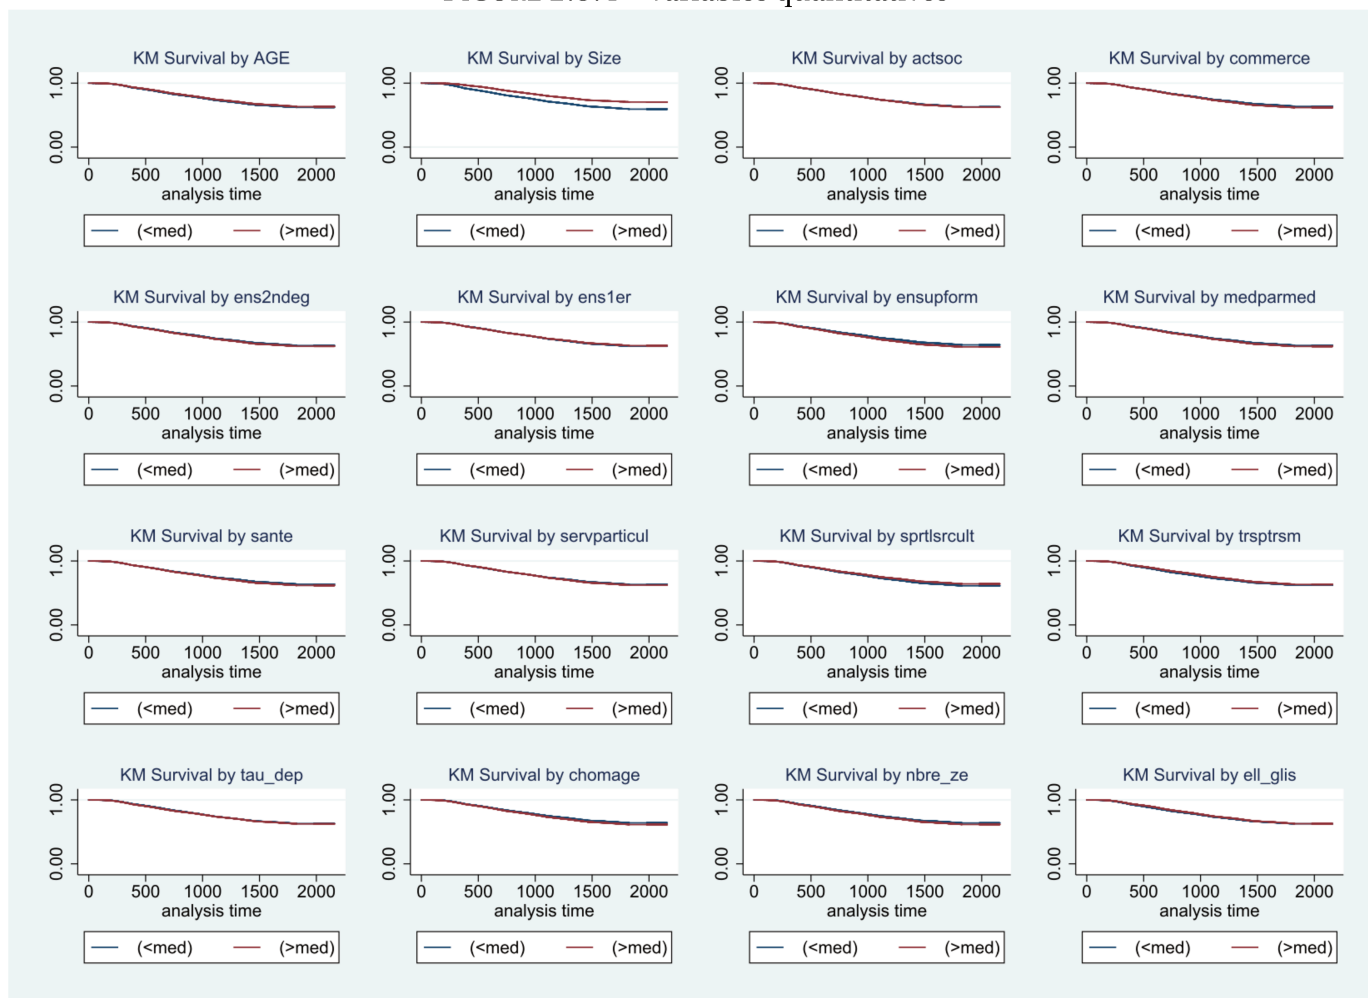 FIGURE Variables quantitatives
KM Survival by AGE
1.00
0.00
0 500 1000 1500 2000
analysis time
(<med) (>med)
KM Survival by Size
1.00
0.00
0 500 1000 1500 2000
analysis time
(<med) (>med)
KM Survival by actsoc
1.00
0.00
0 500 1000 1500 2000
analysis time
(<med) (>med)
KM Survival by commerce
1.00
0.00
0 500 1000 1500 2000
analysis time
(<med) (>med)
KM Survival by ens2ndeg
1.00
0.00
0 500 1000 1500 2000
analysis time
(<med) (>med)
KM Survival by ens1er
1.00
0.00
0 500 1000 1500 2000
analysis time
(<med) (>med)
KM Survival by ensupform
1.00
0.00
0 500 1000 1500 2000
analysis time
(<med) (>med)
KM Survival by medparmed
1.00
0.00
0 500 1000 1500 2000
analysis time
(<med) (>med)
KM Survival by sante
1.00
0.00
0 500 1000 1500 2000
analysis time
(<med) (>med)
KM Survival by servparticul
1.00
0.00
0 500 1000 1500 2000
analysis time
(<med) (>med)
KM Survival by sprtlsrcult
1.00
0.00
0 500 1000 1500 2000
analysis time
(<med) (>med)
KM Survival by trsptrsm
1.00
0.00
0 500 1000 1500 2000
analysis time
(<med) (>med)
KM Survival by tau_dep
1.00
0.00
0 500 1000 1500 2000
analysis time
(<med) (>med)
KM Survival by chomage
1.00
0.00
0 500 1000 1500 2000
analysis time
(<med) (>med)
KM Survival by nbre_ze
1.00
0.00
0 500 1000 1500 2000
analysis time
(<med) (>med)
KM Survival by ell_glis
1.00
0.00
0 500 1000 1500 2000
analysis time
(<med) (>med)